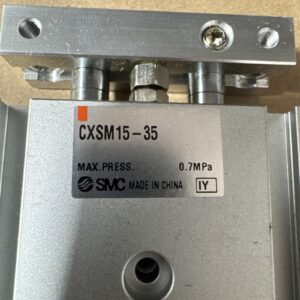 CXSM15-35
MAX.PRESS. 0.7MPa
SMC MADE IN CHINA IY